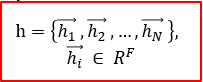 h = {h₁⃗, h₂⃗, ..., h_N⃗},
h_i⃗ ∈ R^F